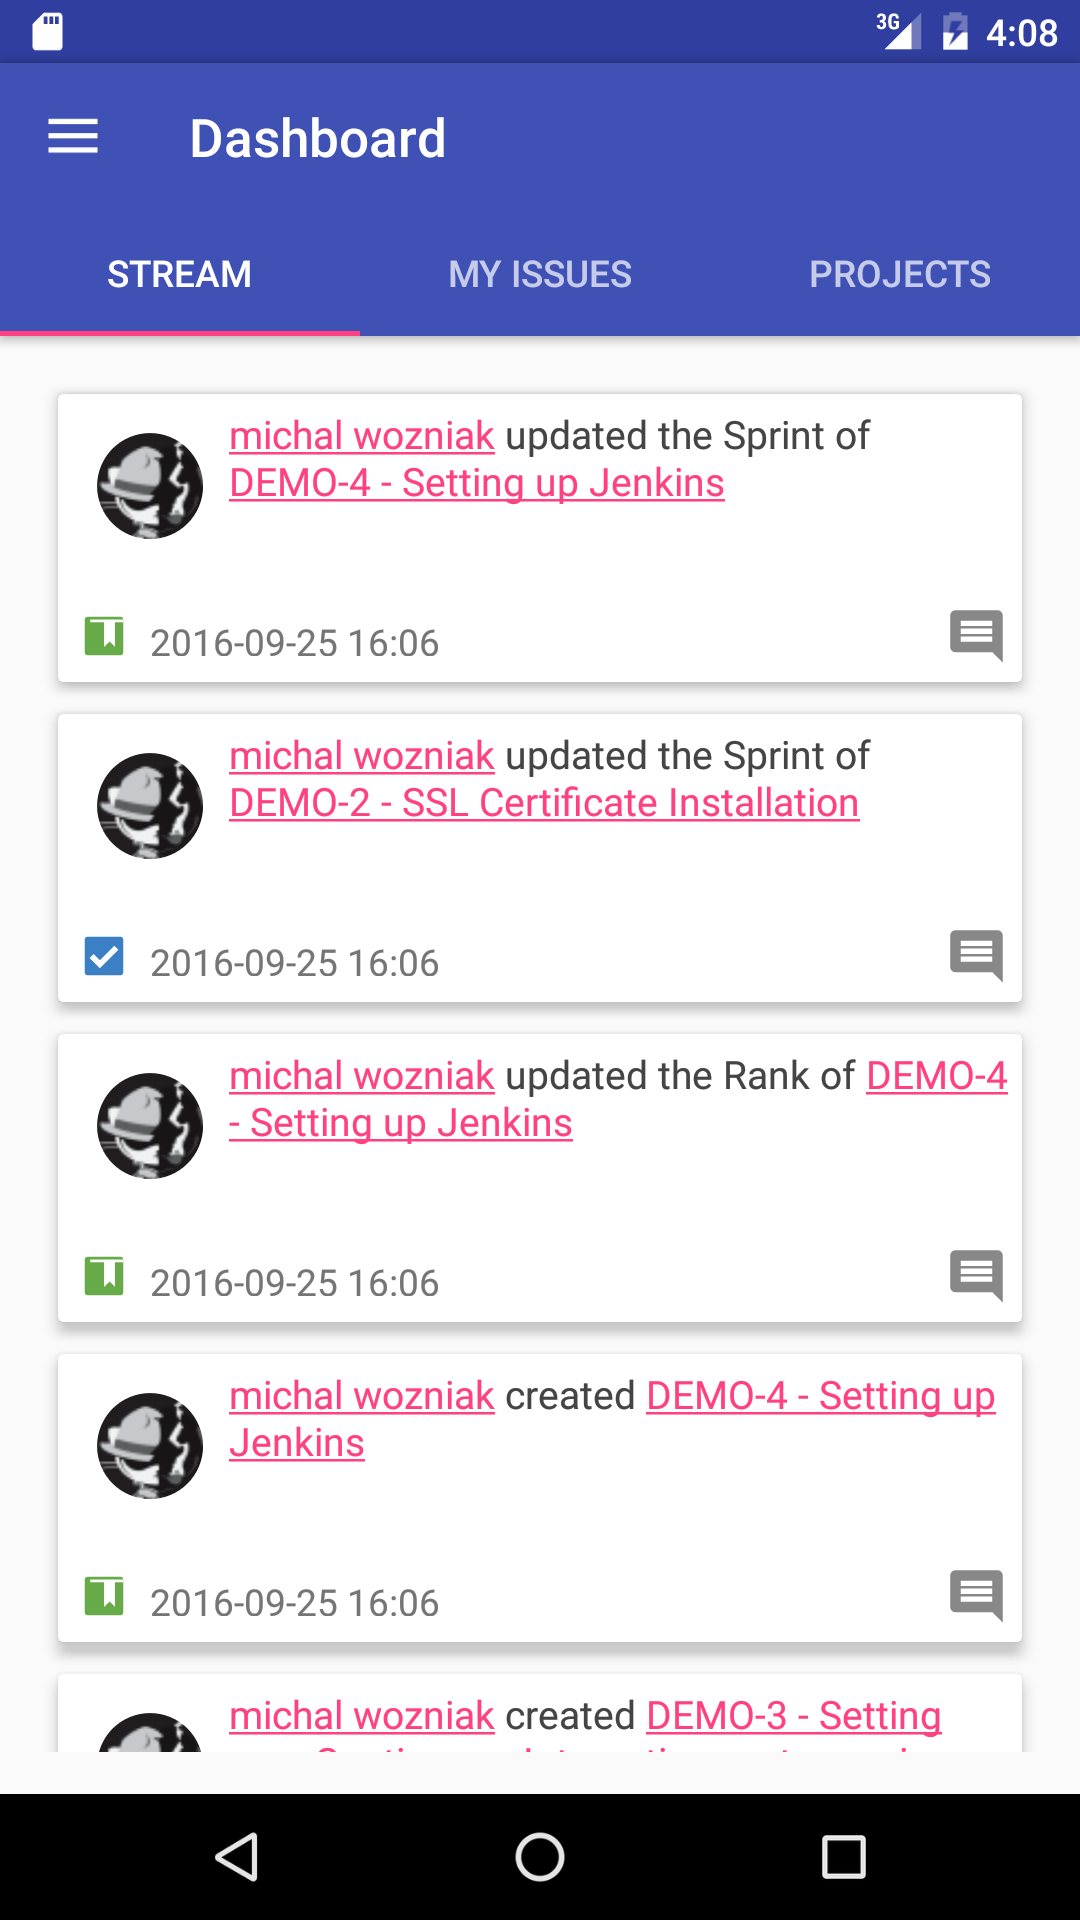 3G 4:08
Dashboard
STREAM MY ISSUES PROJECTS
michal wozniak updated the Sprint of
DEMO-4 - Setting up Jenkins
2016-09-25 16:06
michal wozniak updated the Sprint of
DEMO-2 - SSL Certificate Installation
2016-09-25 16:06
michal wozniak updated the Rank of DEMO-4
- Setting up Jenkins
2016-09-25 16:06
michal wozniak created DEMO-4 - Setting up
Jenkins
2016-09-25 16:06
michal wozniak created DEMO-3 - Setting